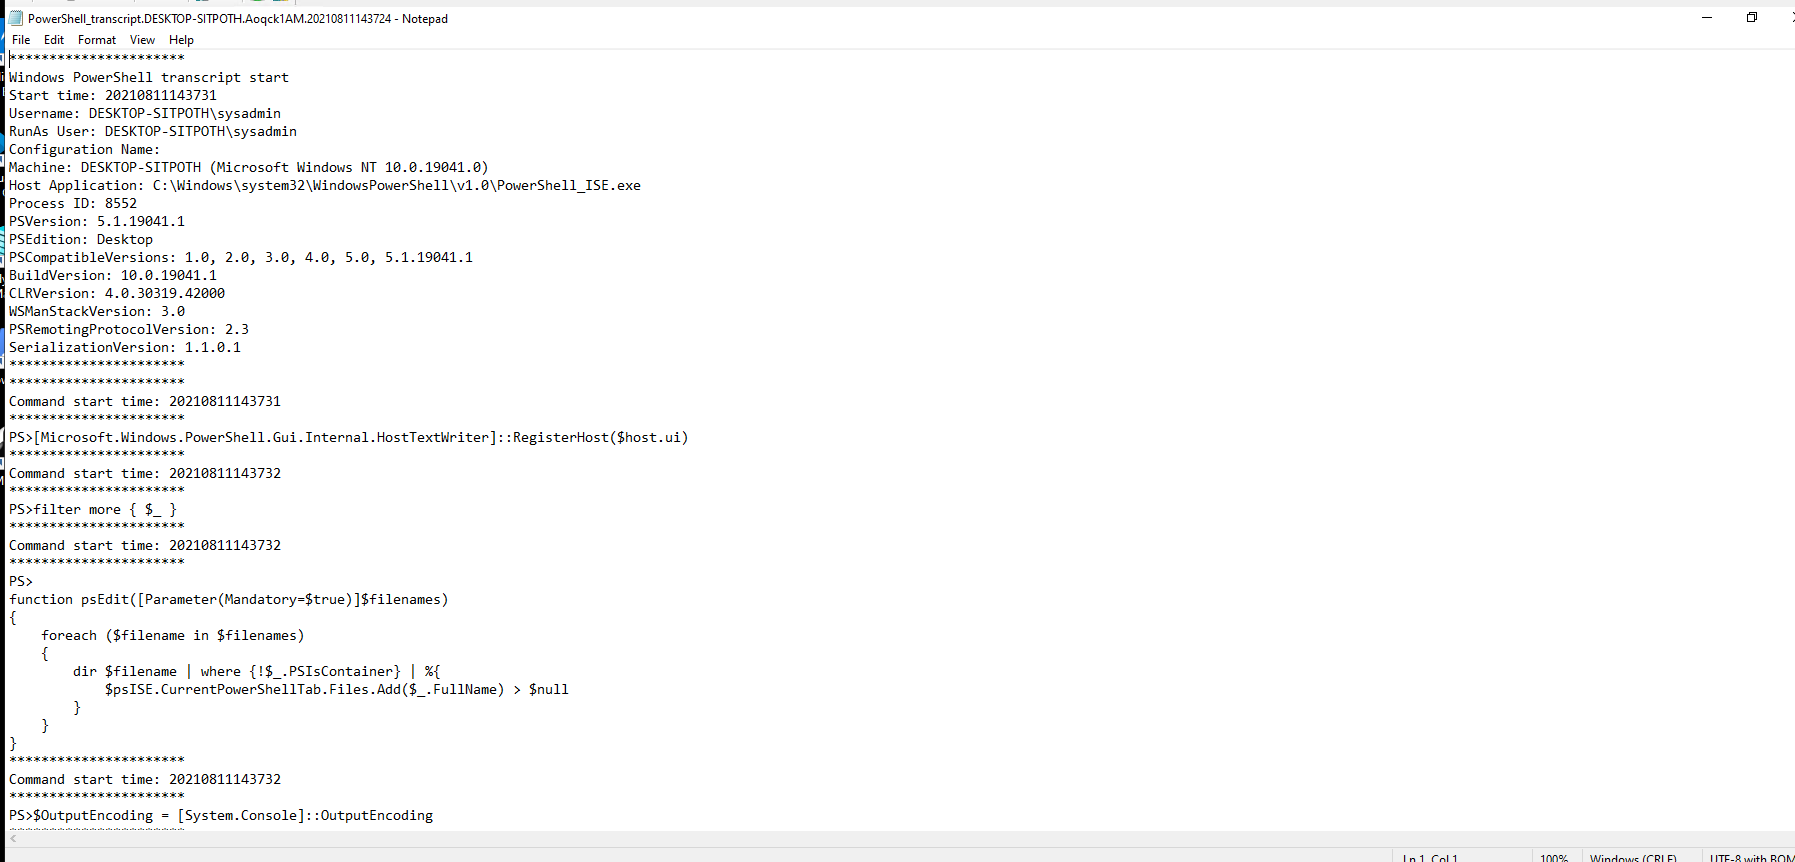 PowerShell_transcript.DESKTOP-SITPOTH.Aoqck1AM.20210811143724 - Notepad
File Edit Format View Help
**********************
Windows PowerShell transcript start
Start time: 20210811143731
Username: DESKTOP-SITPOTH\sysadmin
RunAs User: DESKTOP-SITPOTH\sysadmin
Configuration Name:
Machine: DESKTOP-SITPOTH (Microsoft Windows NT 10.0.19041.0)
Host Application: C:\Windows\system32\WindowsPowerShell\v1.0\PowerShell_ISE.exe
Process ID: 8552
PSVersion: 5.1.19041.1
PSEdition: Desktop
PSCompatibleVersions: 1.0, 2.0, 3.0, 4.0, 5.0, 5.1.19041.1
BuildVersion: 10.0.19041.1
CLRVersion: 4.0.30319.42000
WSManStackVersion: 3.0
PSRemotingProtocolVersion: 2.3
SerializationVersion: 1.1.0.1
**********************
**********************
Command start time: 20210811143731
**********************
PS>[Microsoft.Windows.PowerShell.Gui.Internal.HostTextWriter]::RegisterHost($host.ui)
**********************
Command start time: 20210811143732
**********************
PS>filter more { $_ }
**********************
Command start time: 20210811143732
**********************
PS>
function psEdit([Parameter(Mandatory=$true)]$filenames)
{
    foreach ($filename in $filenames)
    {
        dir $filename | where {!$_.PSIsContainer} | %{
            $psISE.CurrentPowerShellTab.Files.Add($_.FullName) > $null
        }
    }
}
**********************
Command start time: 20210811143732
**********************
PS>$OutputEncoding = [System.Console]::OutputEncoding
**********************
Ln 1, Col 1 100% Windows (CRLF) UTF-8 with BOM